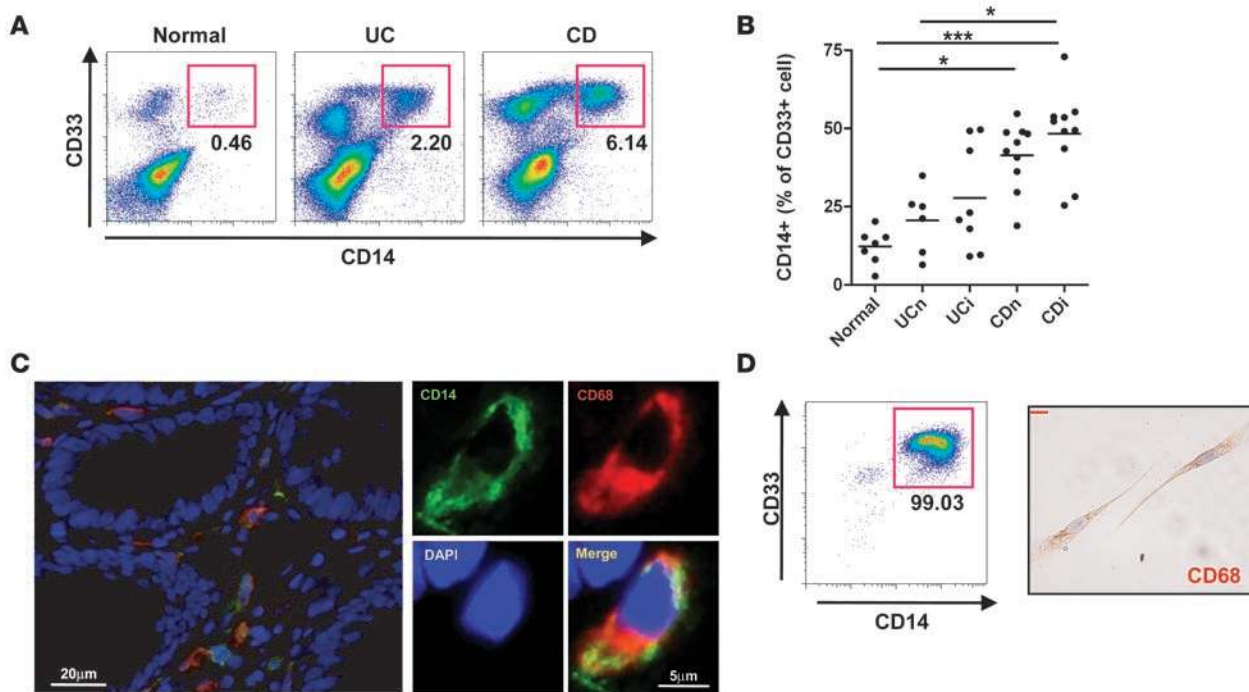 A
Normal
UC
CD
CD33
0.46
2.20
6.14
CD14
B
*
***
*
CD14+ (% of CD33+ cell)
75
50
25
0
Normal
UCn
UCi
CDn
CDi
C
20μm
CD14
CD68
DAPI
Merge
5μm
D
CD33
99.03
CD14
CD68